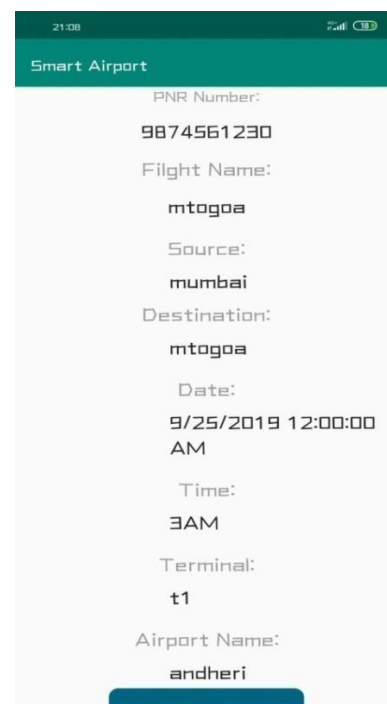 21:08
18
Smart Airport
PNR Number:
9874561230
Filght Name:
mtogoa
Source:
mumbai
Destination:
mtogoa
Date:
9/25/2019 12:00:00
AM
Time:
3AM
Terminal:
t1
Airport Name:
andheri